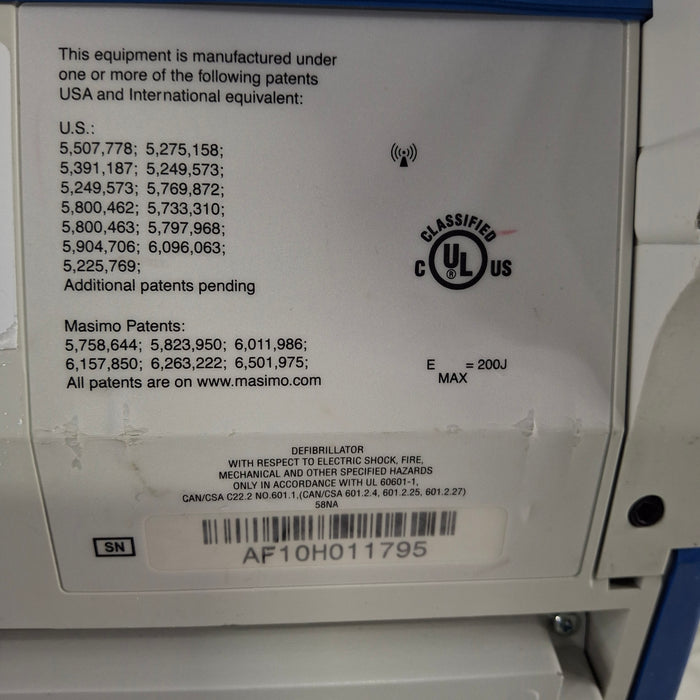 This equipment is manufactured under
one or more of the following patents
USA and International equivalent:
U.S.:
5,507,778; 5,275,158;
5,391,187; 5,249,573;
5,249,573; 5,769,872;
5,800,462; 5,733,310;
5,800,463; 5,797,968;
5,904,706; 6,096,063;
5,225,769;
Additional patents pending
Masimo Patents:
5,758,644; 5,823,950; 6,011,986;
6,157,850; 6,263,222; 6,501,975;
All patents are on www.masimo.com
CLASSIFIED
C UL® US
E MAX = 200J
DEFIBRILLATOR
WITH RESPECT TO ELECTRIC SHOCK, FIRE,
MECHANICAL AND OTHER SPECIFIED HAZARDS
ONLY IN ACCORDANCE WITH UL 60601-1,
CAN/CSA C22.2 NO.601.1,(CAN/CSA 601.2.4, 601.2.25, 601.2.27)
58NA
SN
AF10H011795